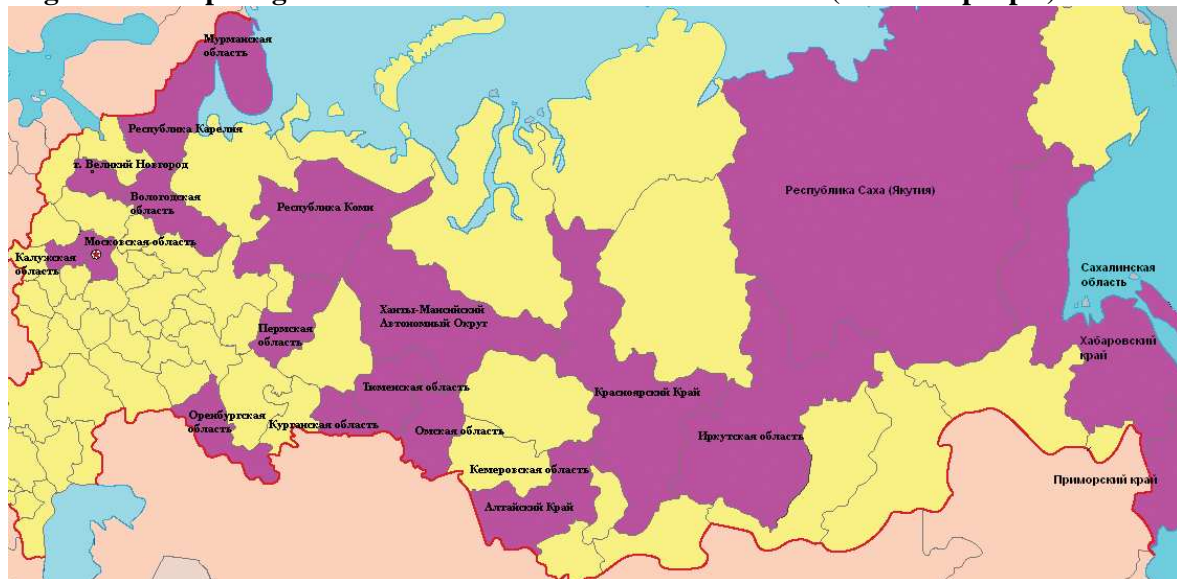 Мурманская
область
Республика Карелия
т. Великий Новгород
Вологодская
область
Республика Коми
Республика Саха (Якутия)
Московская область
Калужская
область
Сахалинская
область
Ханты-Мансийский
Автономный Округ
Пермская
область
Хабаровский
край
Тюменская область
Красноярский Край
Оренбургская
область
Курганская область
Омская область
Иркутская область
Кемеровская область
Приморский край
Алтайский Край